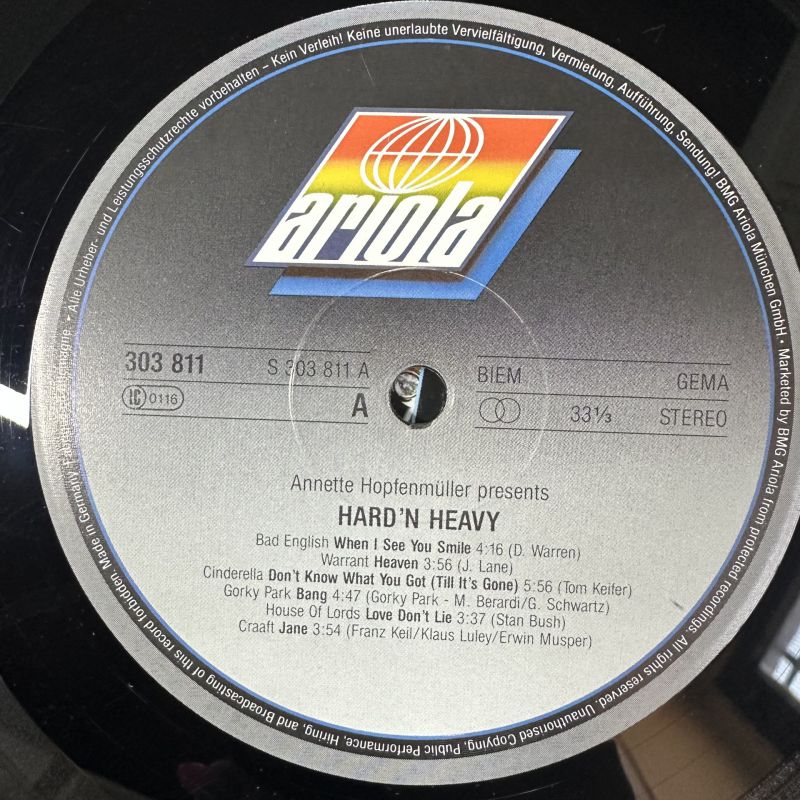 Alle Urheber- und Leistungsschutzrechte vorbehalten – Kein Verleih! Keine unerlaubte Vervielfältigung, Vermietung, Aufführung, Sendung! BMG Ariola München GmbH. • Marketed by BMG Ariola from protected recordings. All rights reserved. Unauthorised Copying, Public Performance, Hiring, and Broadcasting of this record forbidden. Made in Germany
ariola
303 811 S 303 811 A BIEM GEMA
LC 0116 A 33⅓ STEREO
Annette Hopfenmüller presents
HARD'N HEAVY
Bad English When I See You Smile 4:16 (D. Warren)
Warrant Heaven 3:56 (J. Lane)
Cinderella Don't Know What You Got (Till It's Gone) 5:56 (Tom Keifer)
Gorky Park Bang 4:47 (Gorky Park - M. Berardi/G. Schwartz)
House Of Lords Love Don't Lie 3:37 (Stan Bush)
Craaft Jane 3:54 (Franz Keil/Klaus Luley/Erwin Musper)